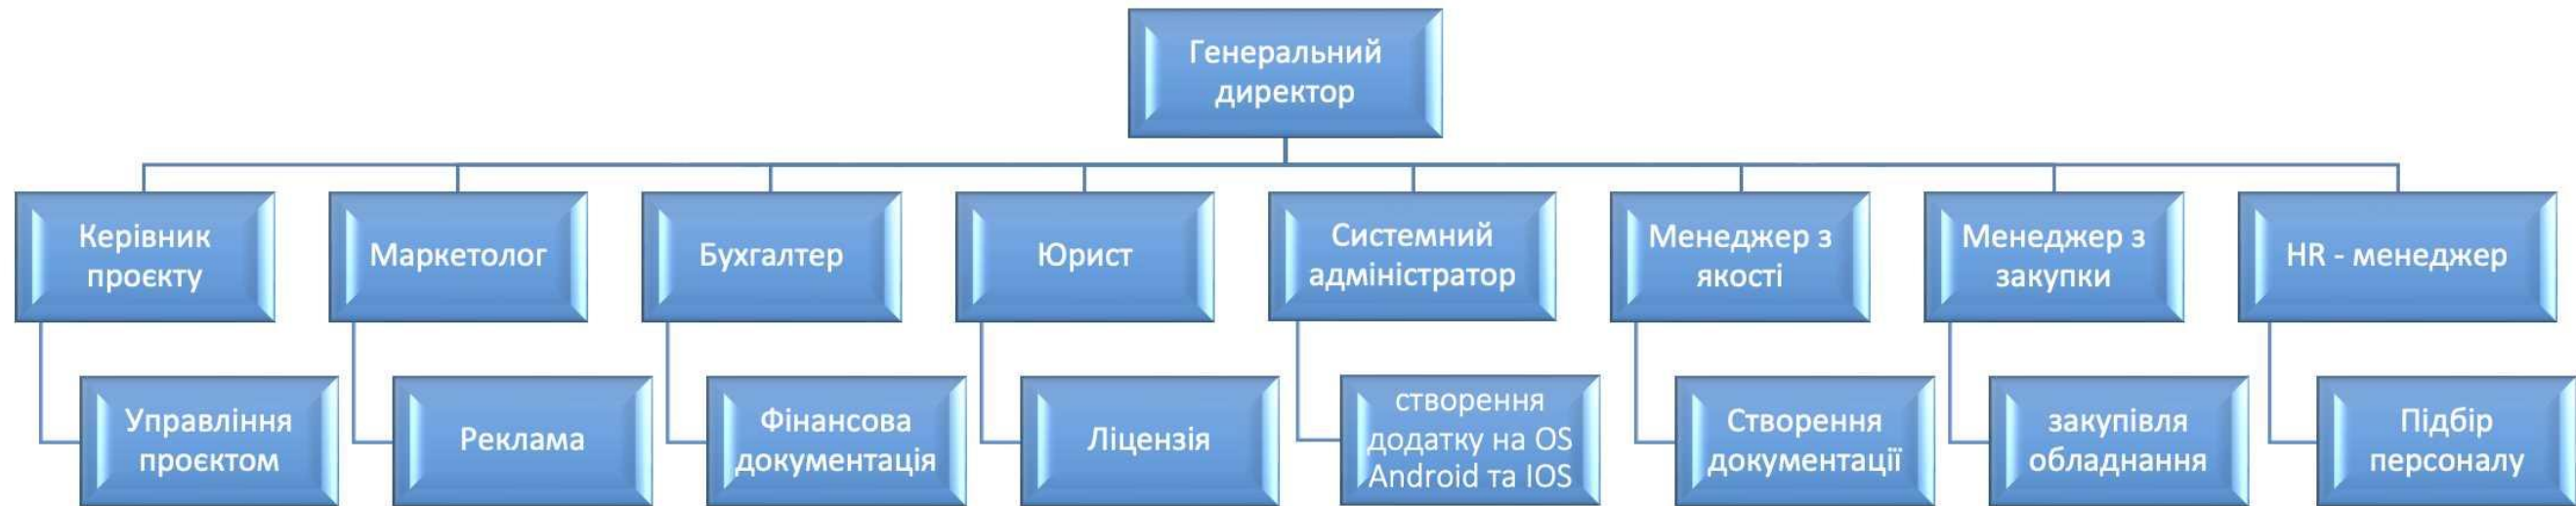 Генеральний
директор
Керівник
проєкту
Маркетолог
Бухгалтер
Юрист
Системний
адміністратор
Менеджер з
якості
Менеджер з
закупки
HR - менеджер
Управління
проєктом
Реклама
Фінансова
документація
Ліцензія
створення
додатку на OS
Android та IOS
Створення
документації
закупівля
обладнання
Підбір
персоналу